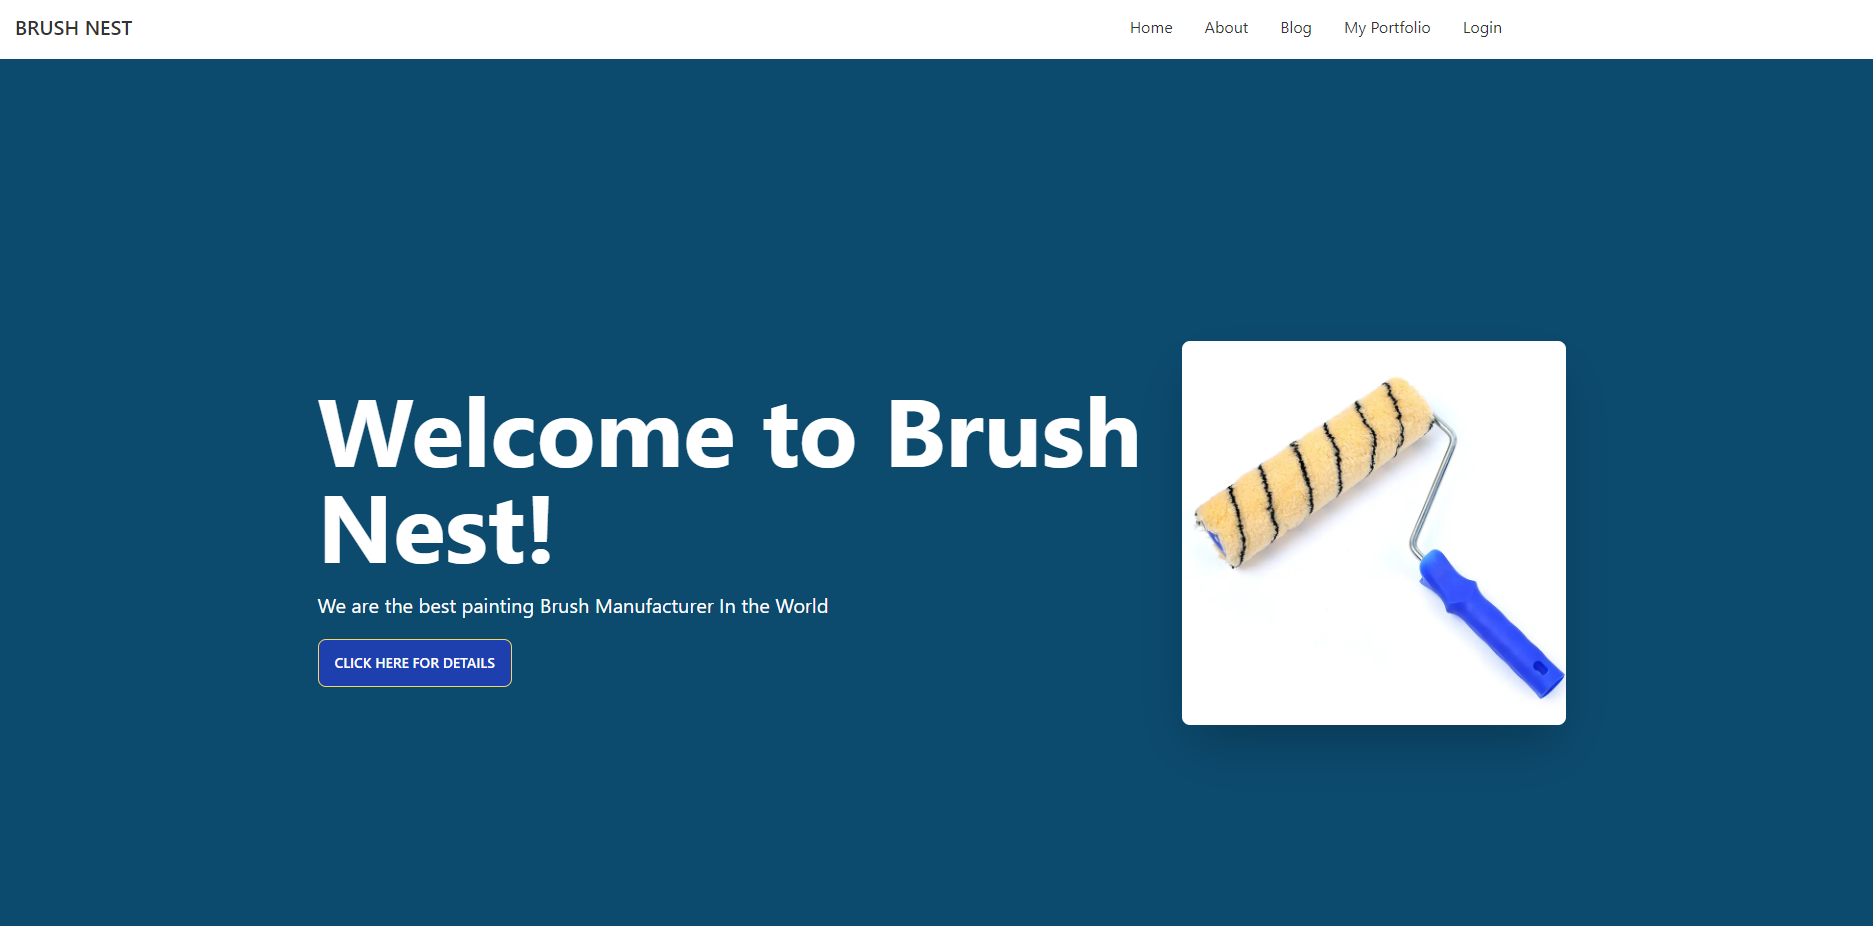 BRUSH NEST
Home About Blog My Portfolio Login
Welcome to Brush
Nest!
We are the best painting Brush Manufacturer In the World
CLICK HERE FOR DETAILS